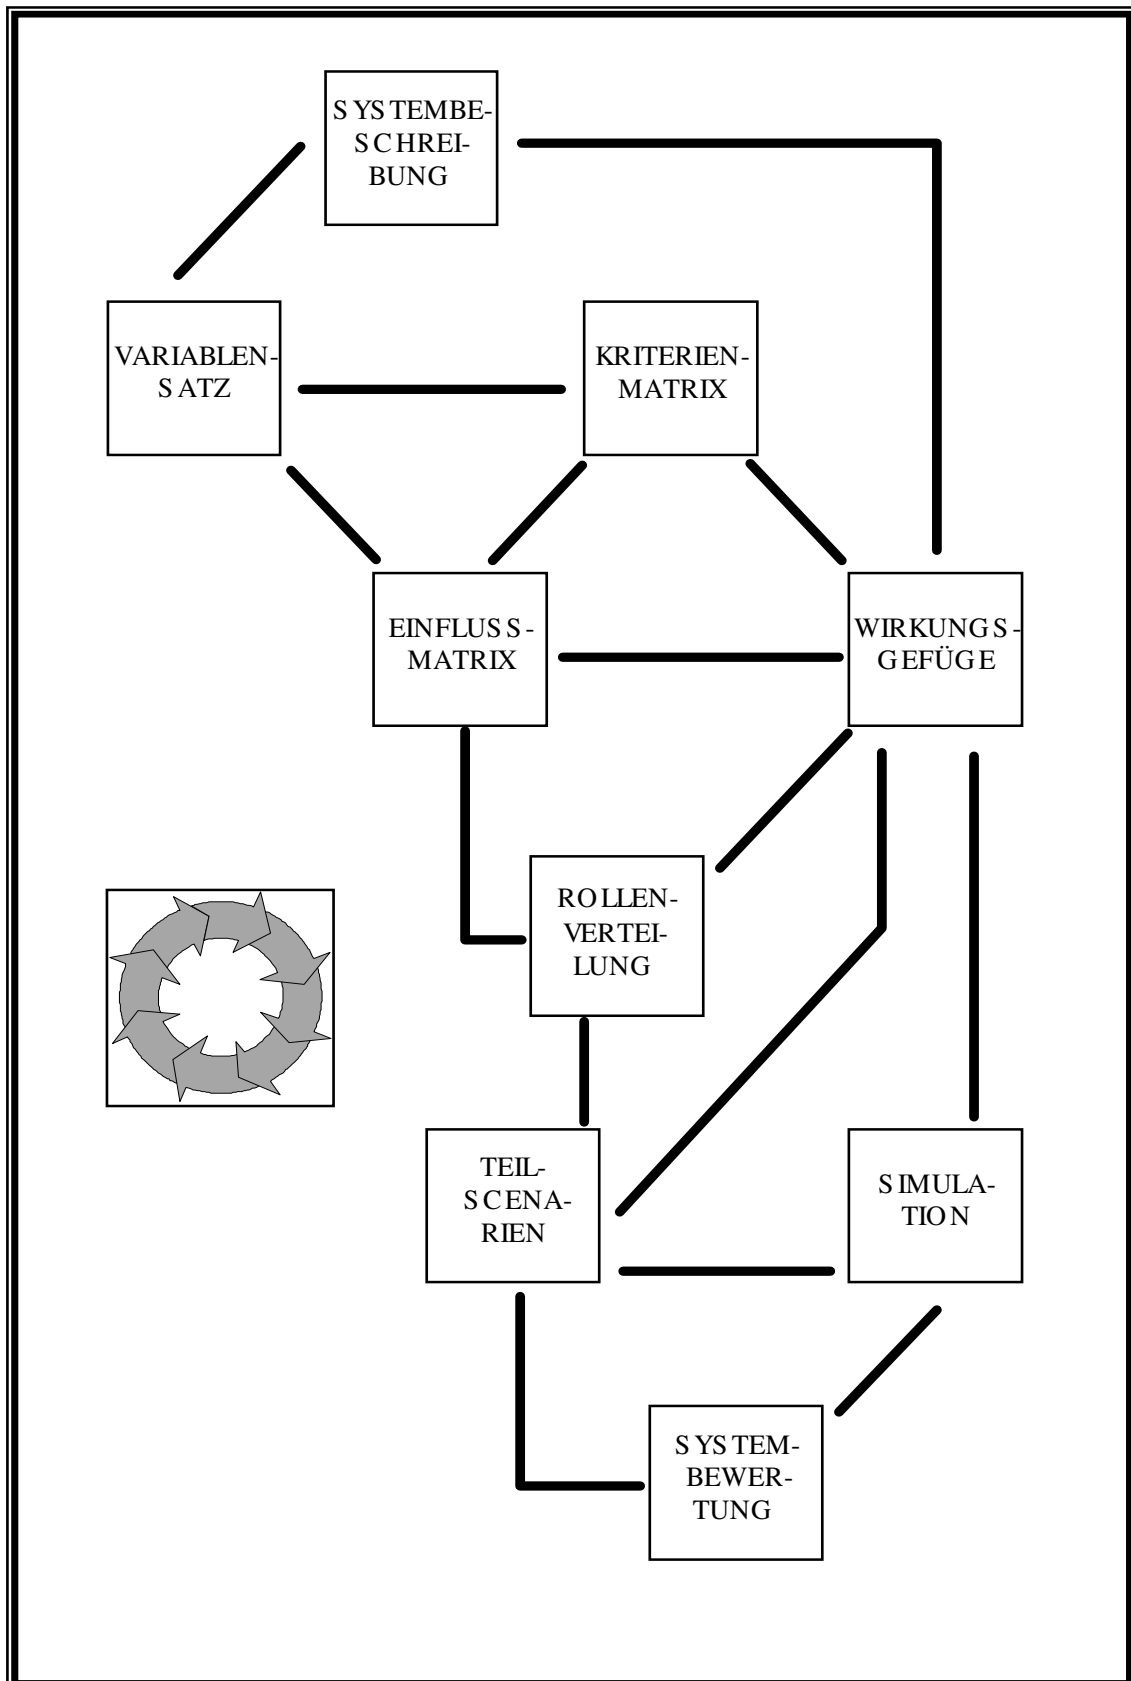 SYSTEMBE-
SCHREI-
BUNG
VARIABLEN-
SATZ
KRITERIEN-
MATRIX
EINFLUSS-
MATRIX
WIRKUNGS-
GEFÜGE
ROLLEN-
VERTEI-
LUNG
TEIL-
SCENA-
RIEN
SIMULA-
TION
SYSTEM-
BEWER-
TUNG